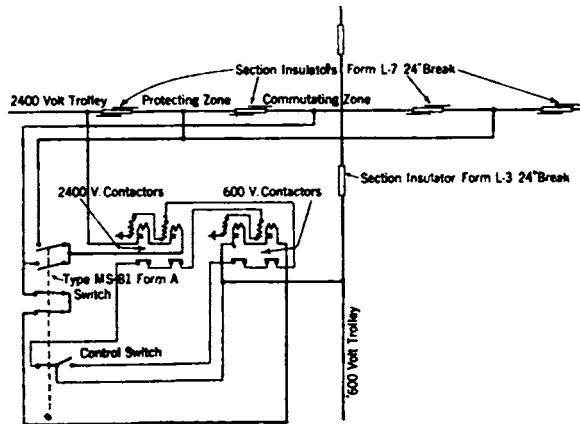 Section Insulators Form L-7 24" Break
2400 Volt Trolley
Protecting Zone
Commutating Zone
Section Insulator Form L-3 24" Break
2400 V. Contactors
600 V. Contactors
Type MS-81 Form A
Switch
Control Switch
600 Volt Trolley